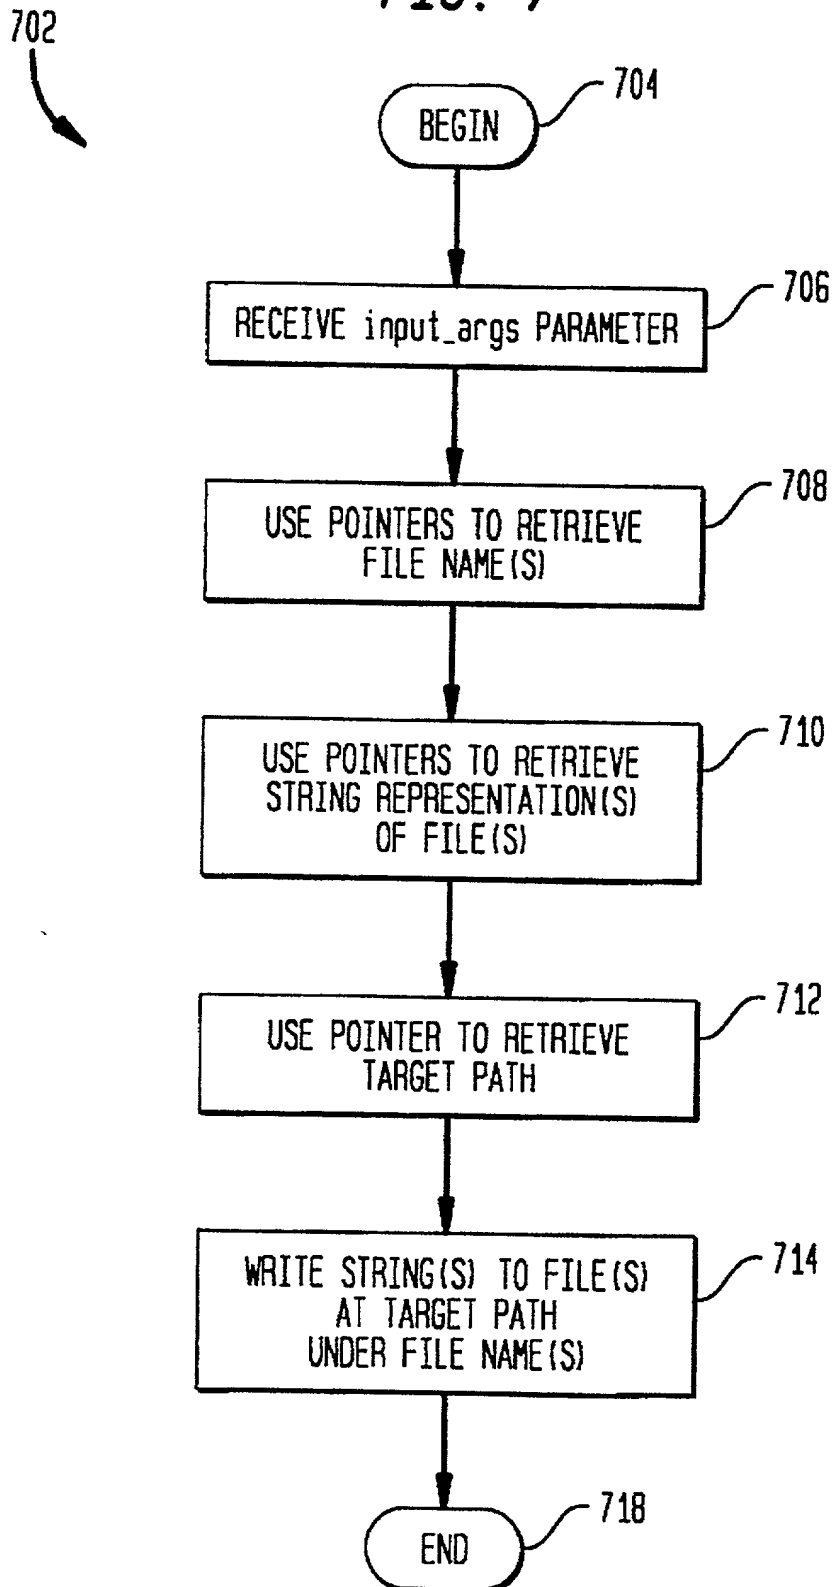 702
704
BEGIN
706
RECEIVE input_args PARAMETER
708
USE POINTERS TO RETRIEVE
FILE NAME(S)
710
USE POINTERS TO RETRIEVE
STRING REPRESENTATION(S)
OF FILE(S)
712
USE POINTER TO RETRIEVE
TARGET PATH
714
WRITE STRING(S) TO FILE(S)
AT TARGET PATH
UNDER FILE NAME(S)
718
END